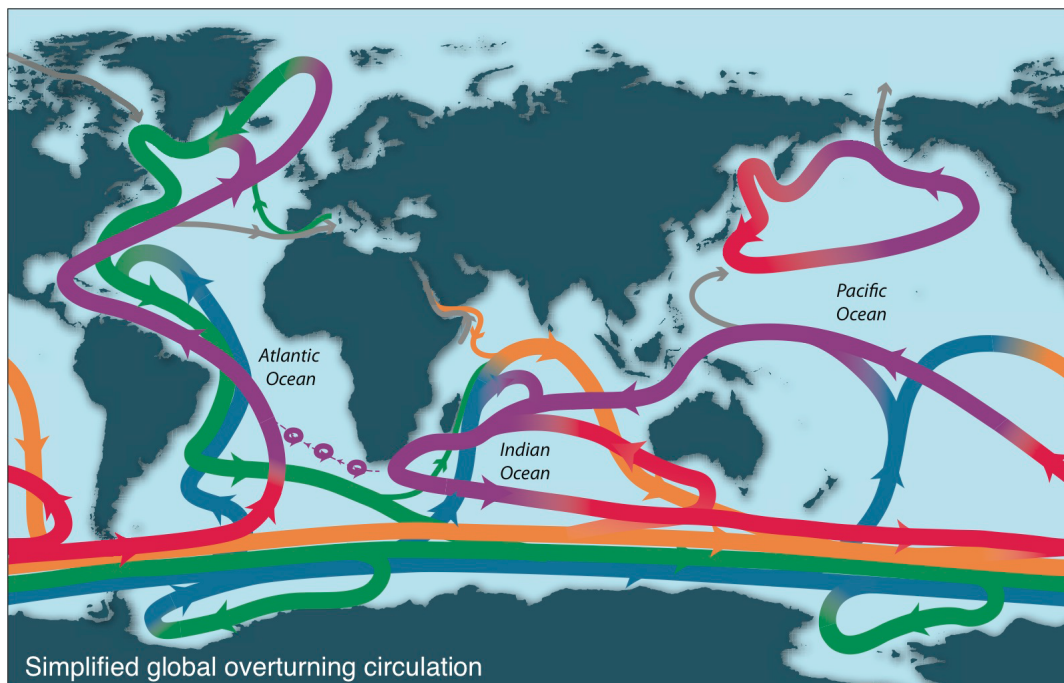 Pacific
Ocean
Atlantic
Ocean
Indian
Ocean
Simplified global overturning circulation